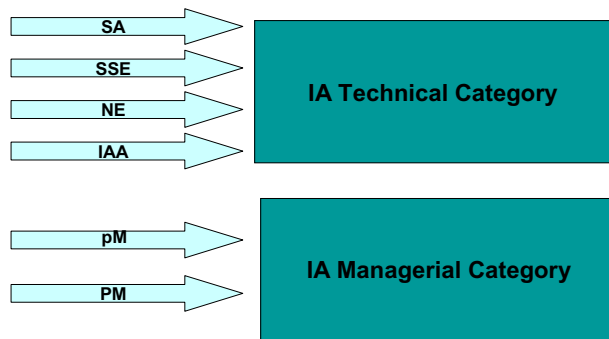 SA
SSE
NE
IAA
IA Technical Category
pM
PM
IA Managerial Category